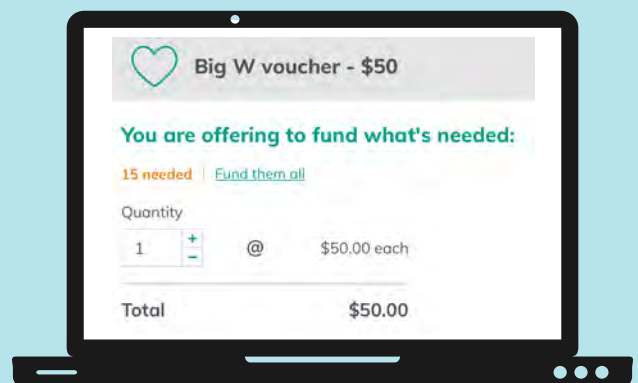 Big W voucher - $50
You are offering to fund what's needed:
15 needed | Fund them all
Quantity
1 + - @ $50.00 each
Total $50.00